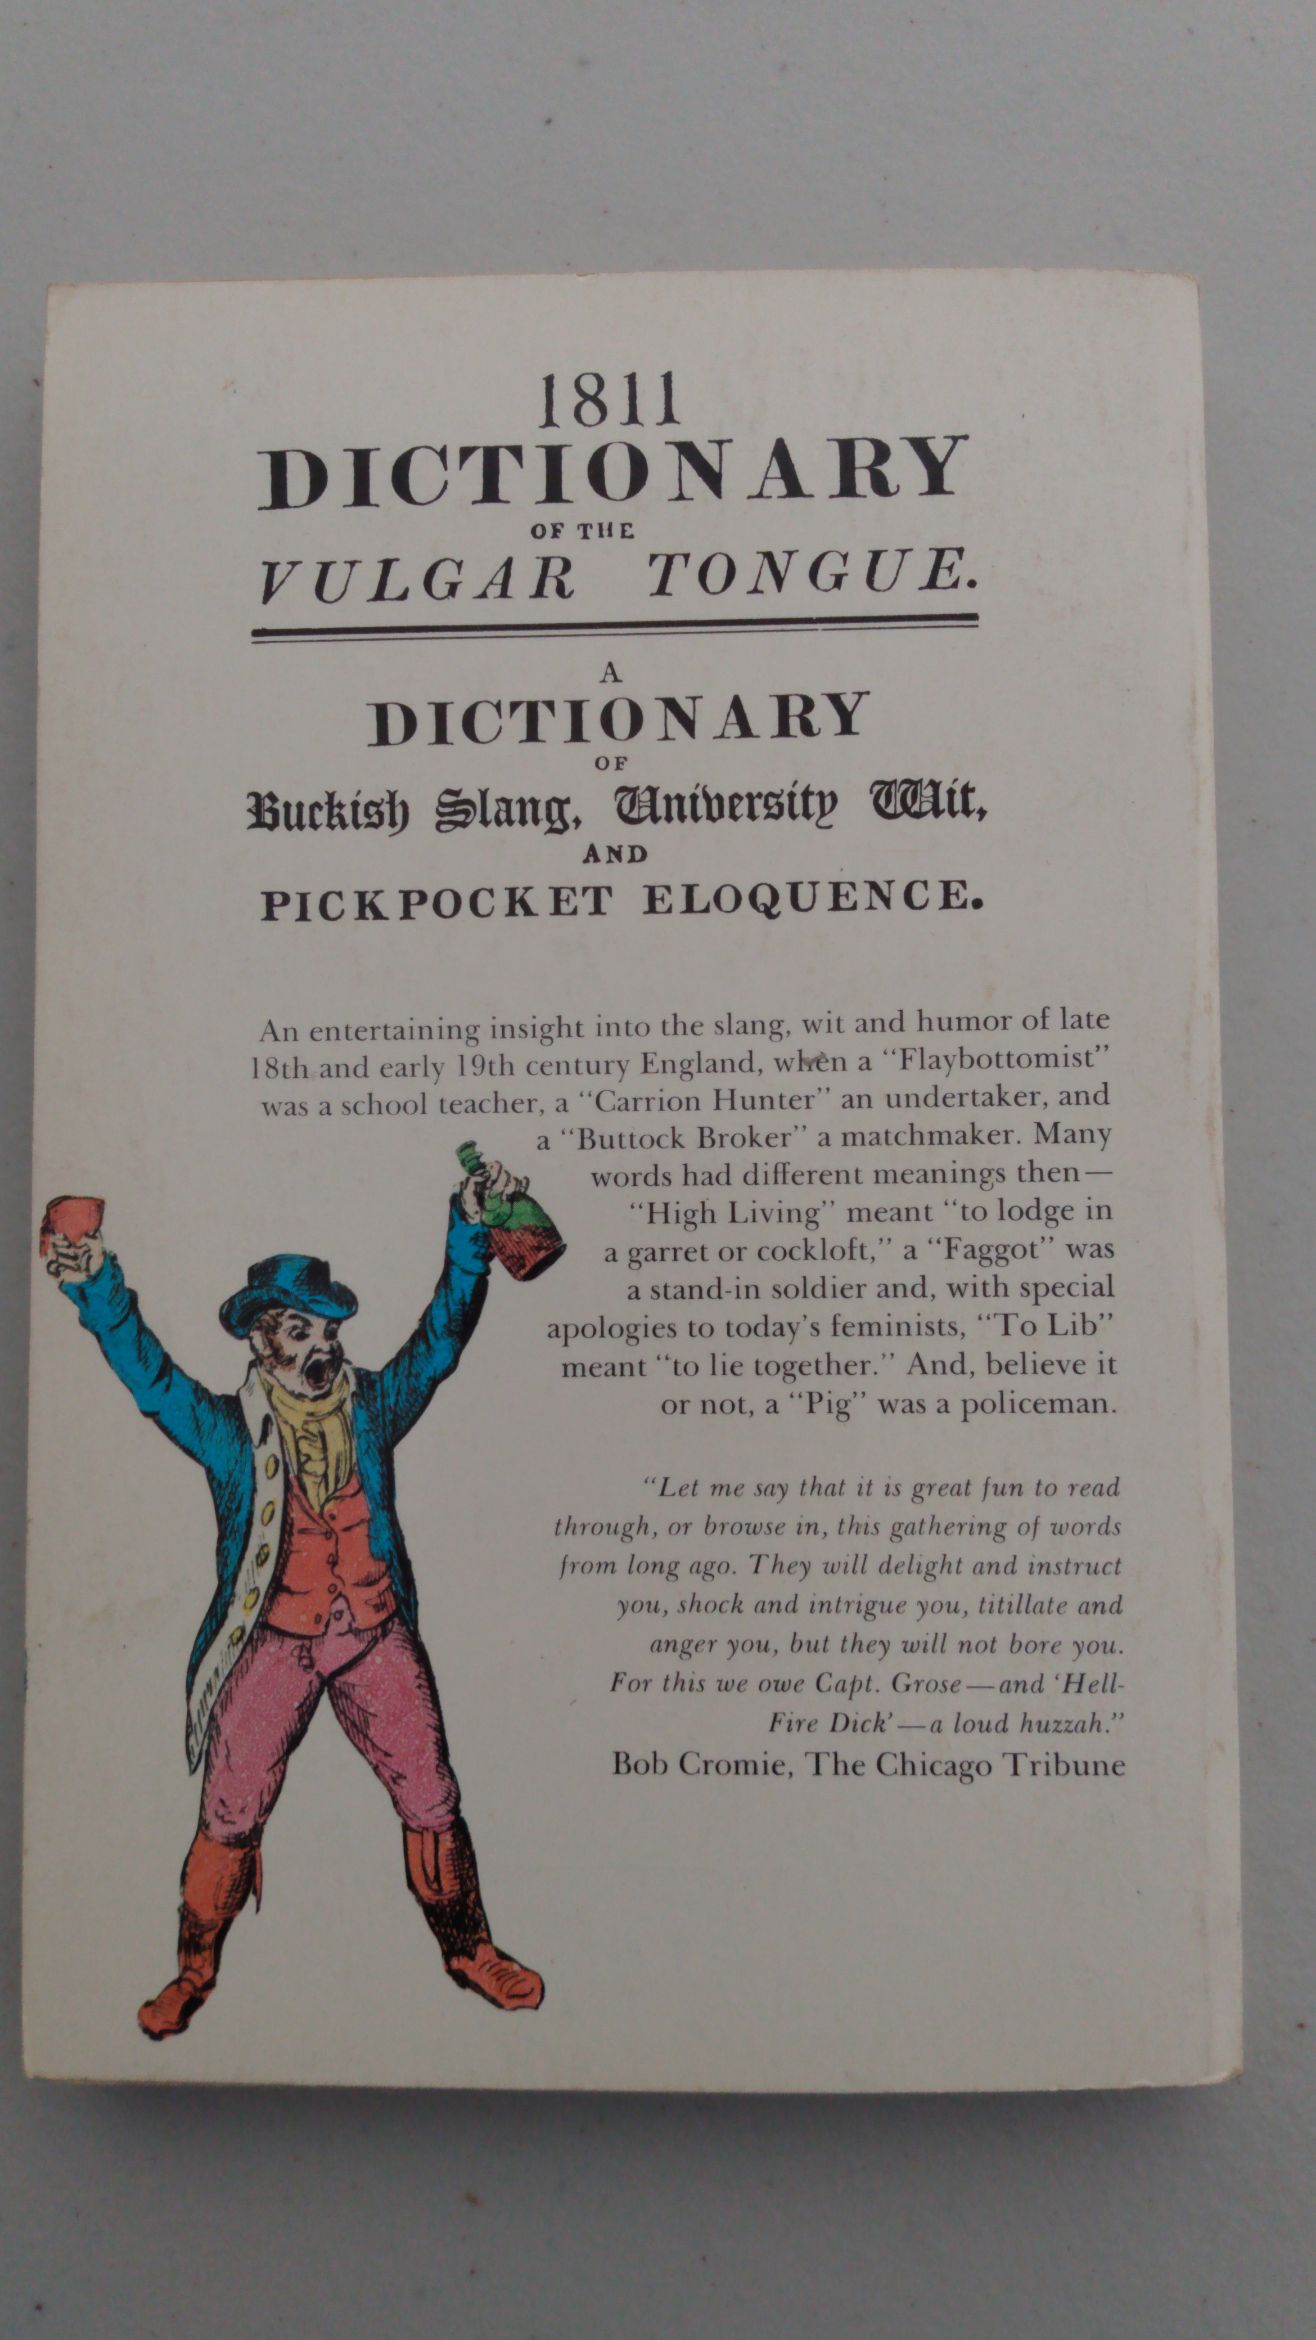 1811
DICTIONARY
OF THE
VULGAR TONGUE.
A
DICTIONARY
OF
Buckish Slang, University Wit,
AND
PICKPOCKET ELOQUENCE.
An entertaining insight into the slang, wit and humor of late
18th and early 19th century England, when a “Flaybottomist”
was a school teacher, a “Carrion Hunter” an undertaker, and
a “Buttock Broker” a matchmaker. Many
words had different meanings then—
“High Living” meant “to lodge in
a garret or cockloft,” a “Faggot” was
a stand-in soldier and, with special
apologies to today’s feminists, “To Lib”
meant “to lie together.” And, believe it
or not, a “Pig” was a policeman.
“Let me say that it is great fun to read
through, or browse in, this gathering of words
from long ago. They will delight and instruct
you, shock and intrigue you, titillate and
anger you, but they will not bore you.
For this we owe Capt. Grose—and ‘Hell-
Fire Dick’—a loud huzzah.”
Bob Cromie, The Chicago Tribune